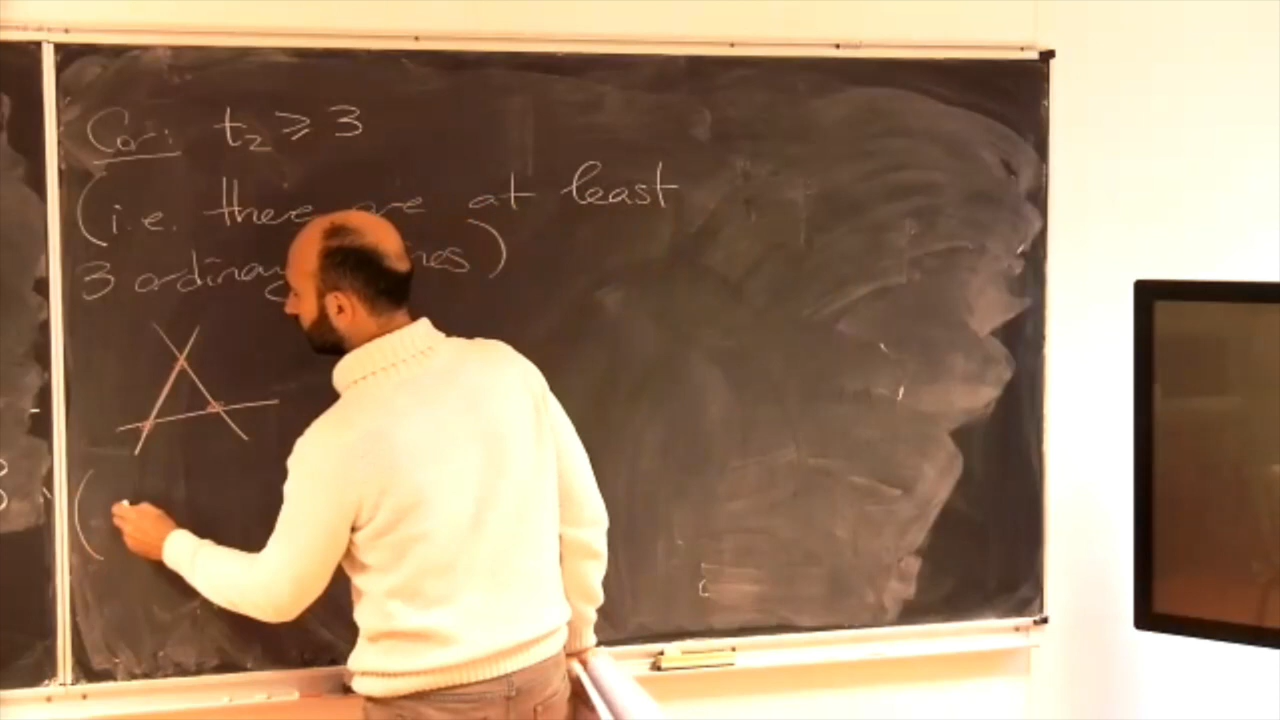 Cor: t₂ ⩾ 3
(i.e. there are at least
3 ordinary lines)
(